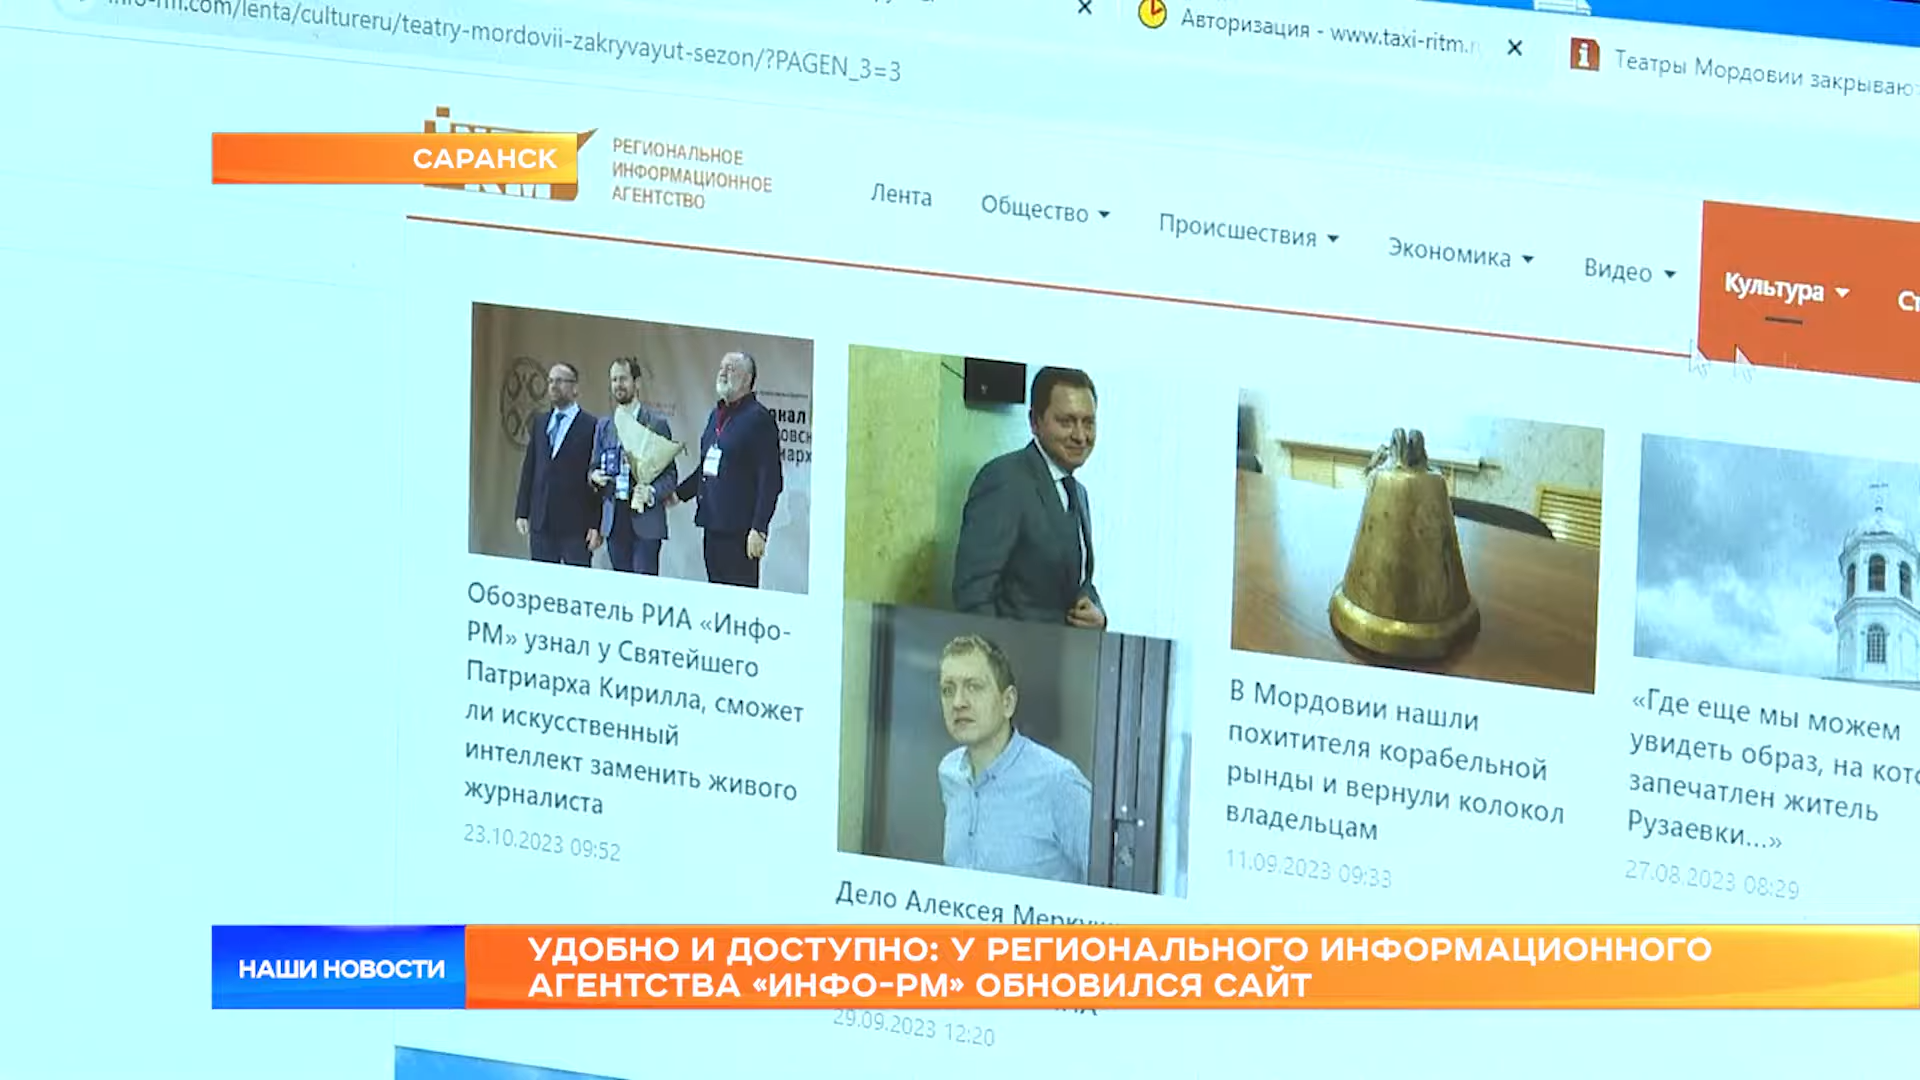 info-rm.com/lenta/cultureru/teatry-mordovii-zakryvayut-sezon/?PAGEN_3=3
Авторизация - www.taxi-ritm.r
Театры Мордовии закрывают
САРАНСК
РЕГИОНАЛЬНОЕ
ИНФОРМАЦИОННОЕ
АГЕНТСТВО
Лента
Общество
Происшествия
Экономика
Видео
Культура
Ст
Обозреватель РИА «Инфо-
РМ» узнал у Святейшего
Патриарха Кирилла, сможет
ли искусственный
интеллект заменить живого
журналиста
23.10.2023 09:52
Дело Алексея
29.09.2023 12:20
В Мордовии нашли
похитителя корабельной
рынды и вернули колокол
владельцам
11.09.2023 09:33
«Где еще мы можем
увидеть образ, на кото
запечатлен житель
Рузаевки...»
27.08.2023 08:29
НАШИ НОВОСТИ
УДОБНО И ДОСТУПНО: У РЕГИОНАЛЬНОГО ИНФОРМАЦИОННОГО
АГЕНТСТВА «ИНФО-РМ» ОБНОВИЛСЯ САЙТ